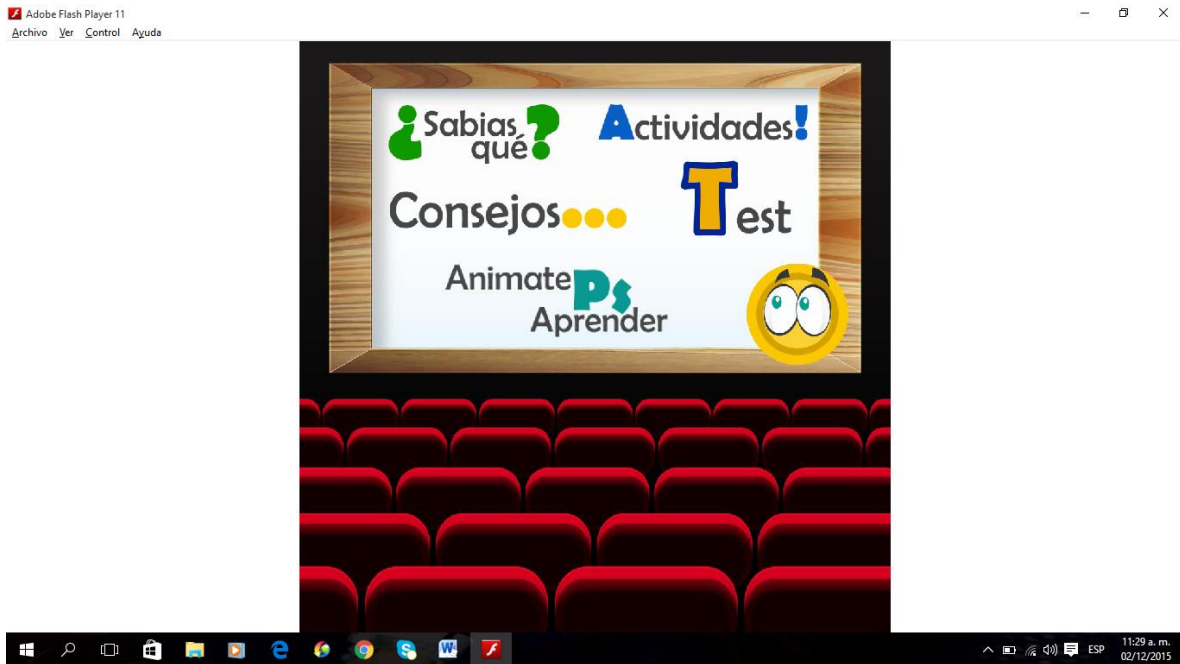 Adobe Flash Player 11
Archivo Ver Control Ayuda
¿Sabias qué?
Actividades!
Consejos...
Test
Animate Ps Aprender
ESP
11:29 a. m.
02/12/2015